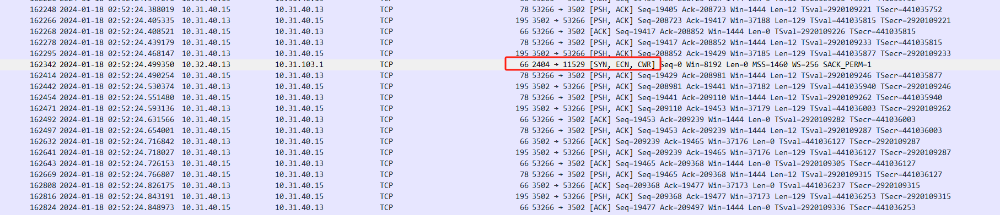 162248 2024-01-18 02:52:24.388019 10.31.40.15 10.31.40.13 TCP 78 53266 → 3502 [PSH, ACK] Seq=19405 Ack=208723 Win=1444 Len=12 TSval=2920109221 TSecr=441035752
162266 2024-01-18 02:52:24.405335 10.31.40.13 10.31.40.15 TCP 195 3502 → 53266 [PSH, ACK] Seq=208723 Ack=19417 Win=37188 Len=129 TSval=441035815 TSecr=2920109221
162268 2024-01-18 02:52:24.408521 10.31.40.15 10.31.40.13 TCP 66 53266 → 3502 [ACK] Seq=19417 Ack=208852 Win=1444 Len=0 TSval=2920109226 TSecr=441035815
162278 2024-01-18 02:52:24.439179 10.31.40.15 10.31.40.13 TCP 78 53266 → 3502 [PSH, ACK] Seq=19417 Ack=208852 Win=1444 Len=12 TSval=2920109233 TSecr=441035815
162295 2024-01-18 02:52:24.468147 10.31.40.13 10.31.40.15 TCP 195 3502 → 53266 [PSH, ACK] Seq=208852 Ack=19429 Win=37185 Len=129 TSval=441035877 TSecr=2920109233
162342 2024-01-18 02:52:24.499350 10.32.40.13 10.31.103.1 TCP 66 2404 → 11529 [SYN, ECN, CWR] Seq=0 Win=8192 Len=0 MSS=1460 WS=256 SACK_PERM=1
162414 2024-01-18 02:52:24.490254 10.31.40.15 10.31.40.13 TCP 78 53266 → 3502 [PSH, ACK] Seq=19429 Ack=208981 Win=1444 Len=12 TSval=2920109246 TSecr=441035877
162442 2024-01-18 02:52:24.530374 10.31.40.13 10.31.40.15 TCP 195 3502 → 53266 [PSH, ACK] Seq=208981 Ack=19441 Win=37182 Len=129 TSval=441035940 TSecr=2920109246
162454 2024-01-18 02:52:24.551480 10.31.40.15 10.31.40.13 TCP 78 53266 → 3502 [PSH, ACK] Seq=19441 Ack=209110 Win=1444 Len=12 TSval=2920109262 TSecr=441035940
162471 2024-01-18 02:52:24.593136 10.31.40.13 10.31.40.15 TCP 195 3502 → 53266 [PSH, ACK] Seq=209110 Ack=19453 Win=37179 Len=129 TSval=441036003 TSecr=2920109262
162492 2024-01-18 02:52:24.631566 10.31.40.15 10.31.40.13 TCP 66 53266 → 3502 [ACK] Seq=19453 Ack=209239 Win=1444 Len=0 TSval=2920109282 TSecr=441036003
162497 2024-01-18 02:52:24.654001 10.31.40.15 10.31.40.13 TCP 78 53266 → 3502 [PSH, ACK] Seq=19453 Ack=209239 Win=1444 Len=12 TSval=2920109287 TSecr=441036003
162632 2024-01-18 02:52:24.716842 10.31.40.13 10.31.40.15 TCP 66 3502 → 53266 [ACK] Seq=209239 Ack=19465 Win=37176 Len=0 TSval=441036127 TSecr=2920109287
162641 2024-01-18 02:52:24.718027 10.31.40.13 10.31.40.15 TCP 195 3502 → 53266 [PSH, ACK] Seq=209239 Ack=19465 Win=37176 Len=129 TSval=441036127 TSecr=2920109287
162648 2024-01-18 02:52:24.726153 10.31.40.15 10.31.40.13 TCP 66 53266 → 3502 [ACK] Seq=19465 Ack=209368 Win=1444 Len=0 TSval=2920109305 TSecr=441036127
162669 2024-01-18 02:52:24.766807 10.31.40.15 10.31.40.13 TCP 78 53266 → 3502 [PSH, ACK] Seq=19465 Ack=209368 Win=1444 Len=12 TSval=2920109315 TSecr=441036127
162808 2024-01-18 02:52:24.826175 10.31.40.13 10.31.40.15 TCP 66 3502 → 53266 [ACK] Seq=209368 Ack=19477 Win=37173 Len=0 TSval=441036237 TSecr=2920109315
162816 2024-01-18 02:52:24.843191 10.31.40.13 10.31.40.15 TCP 195 3502 → 53266 [PSH, ACK] Seq=209368 Ack=19477 Win=37173 Len=129 TSval=441036253 TSecr=2920109315
162824 2024-01-18 02:52:24.848973 10.31.40.15 10.31.40.13 TCP 66 53266 → 3502 [ACK] Seq=19477 Ack=209497 Win=1444 Len=0 TSval=2920109336 TSecr=441036253